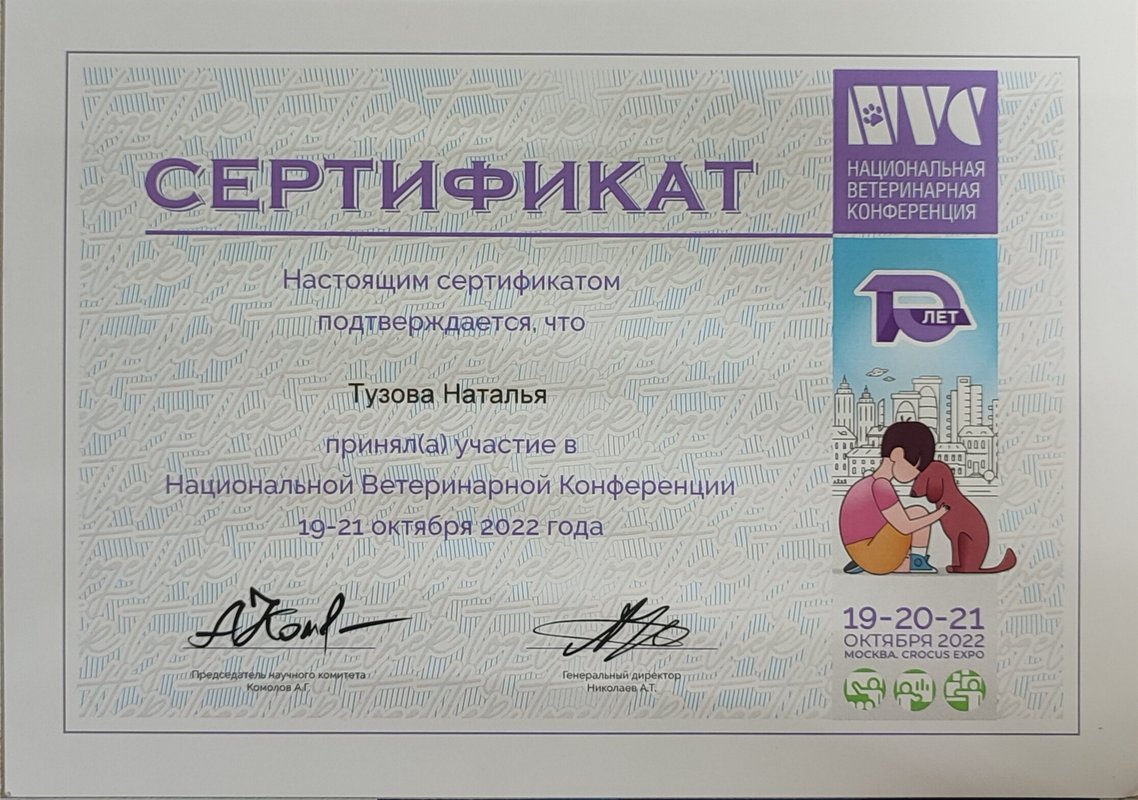 СЕРТИФИКАТ
Настоящим сертификатом
подтверждается, что
Тузова Наталья
принял(а) участие в
Национальной Ветеринарной Конференции
19-21 октября 2022 года
Председатель научного комитета
Комолов А.Г.
Генеральный директор
Николаев А.Т.
NVC
НАЦИОНАЛЬНАЯ
ВЕТЕРИНАРНАЯ
КОНФЕРЕНЦИЯ
10 ЛЕТ
19-20-21
ОКТЯБРЯ 2022
МОСКВА. CROCUS EXPO